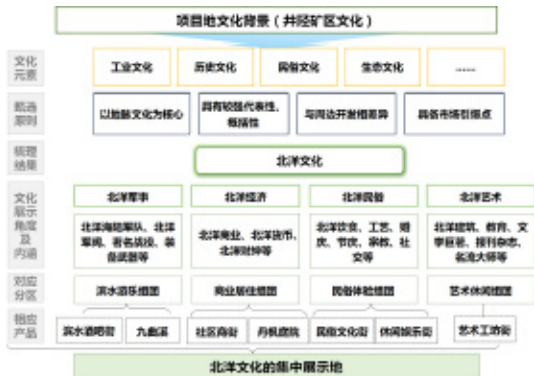 项目地文化背景（井陉矿区文化）
文化
元素
工业文化
历史文化
民俗文化
生态文化
……
甄选
原则
以地脉文化为核心
具有较强代表性、
概括性
与周边开发相差异
具备市场引爆点
梳理
结果
北洋文化
文化
展示
角度
及
内涵
北洋军事
北洋经济
北洋民俗
北洋艺术
北洋海陆军队、北洋
军阀、著名战役、装
备武器等
北洋商业、北洋货币、
北洋财神等
北洋饮食、工艺、婚
庆、节庆、宗教、社
交等
北洋建筑、教育、文
学巨著、报刊杂志、
名流大师等
对应
分区
滨水游乐组团
商业居住组团
民俗体验组团
艺术休闲组团
相应
产品
滨水酒吧街
九曲溪
社区商街
丹枫庭院
民俗文化街
休闲娱乐街
艺术工坊街
北洋文化的集中展示地